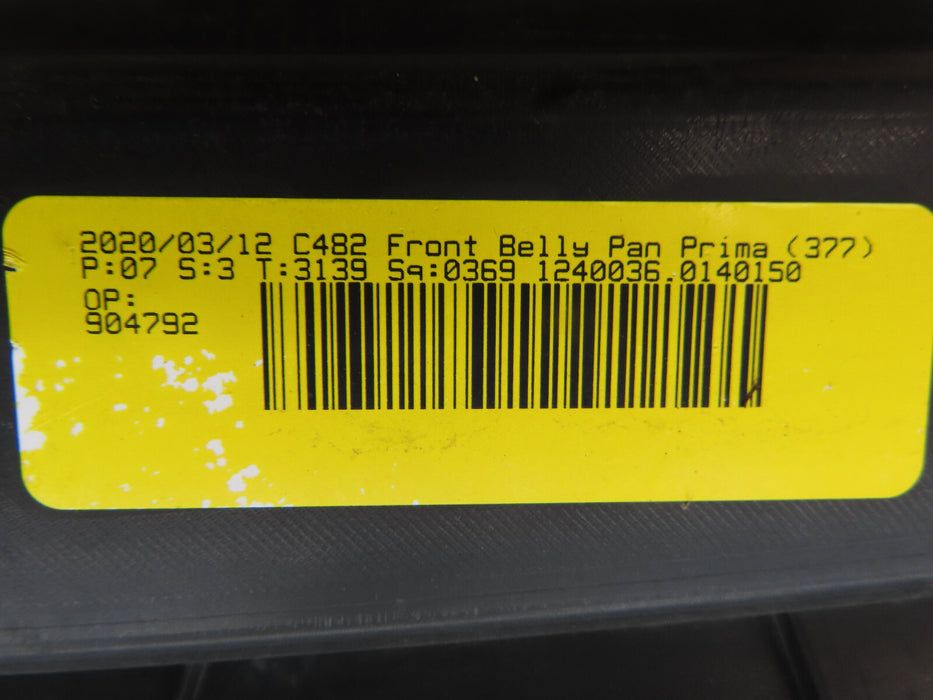 2020/03/12 C482 Front Belly Pan Prima (377)
P:07 S:3 T:3139 Sq:0369 1240036.0140150
OP:
904792